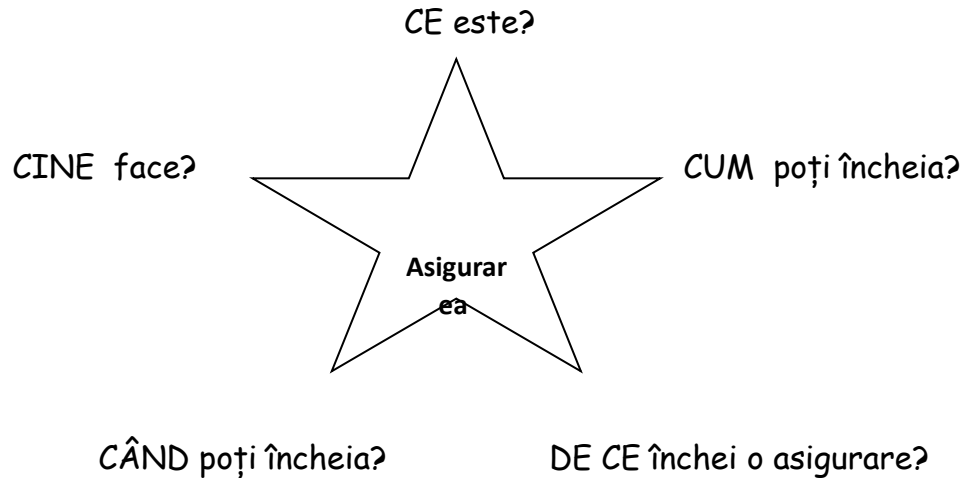 CE este?
CINE face?
CUM poți încheia?
Asigurar
ea
CÂND poți încheia?
DE CE închei o asigurare?